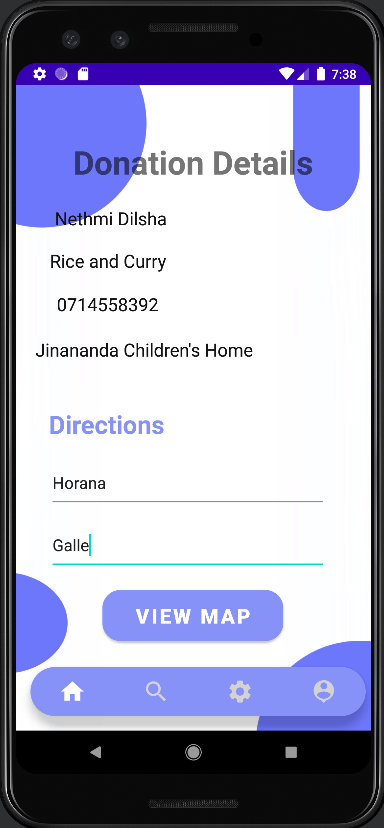 7:38
Donation Details
Nethmi Dilsha
Rice and Curry
0714558392
Jinananda Children's Home
Directions
Horana
Galle
VIEW MAP